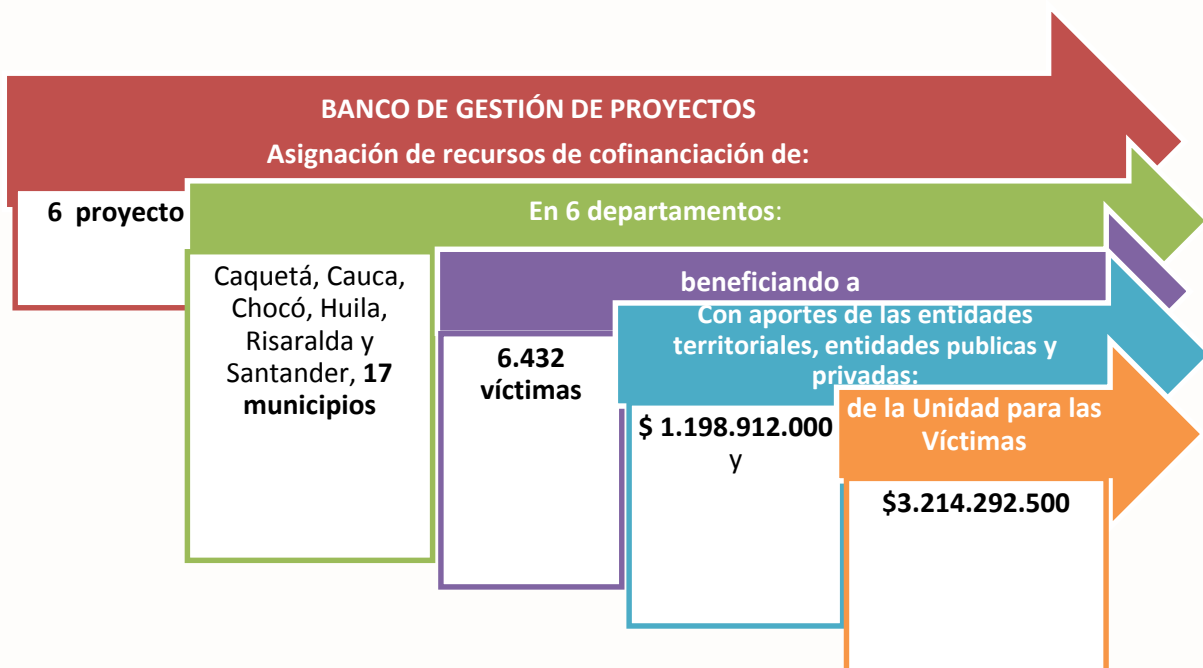 BANCO DE GESTIÓN DE PROYECTOS
Asignación de recursos de cofinanciación de:
6 proyecto
En 6 departamentos:
Caquetá, Cauca,
Chocó, Huila,
Risaralda y
Santander, 17
municipios
beneficiando a
6.432
víctimas
Con aportes de las entidades
territoriales, entidades publicas y
privadas:
$ 1.198.912.000
y
de la Unidad para las
Víctimas
$3.214.292.500